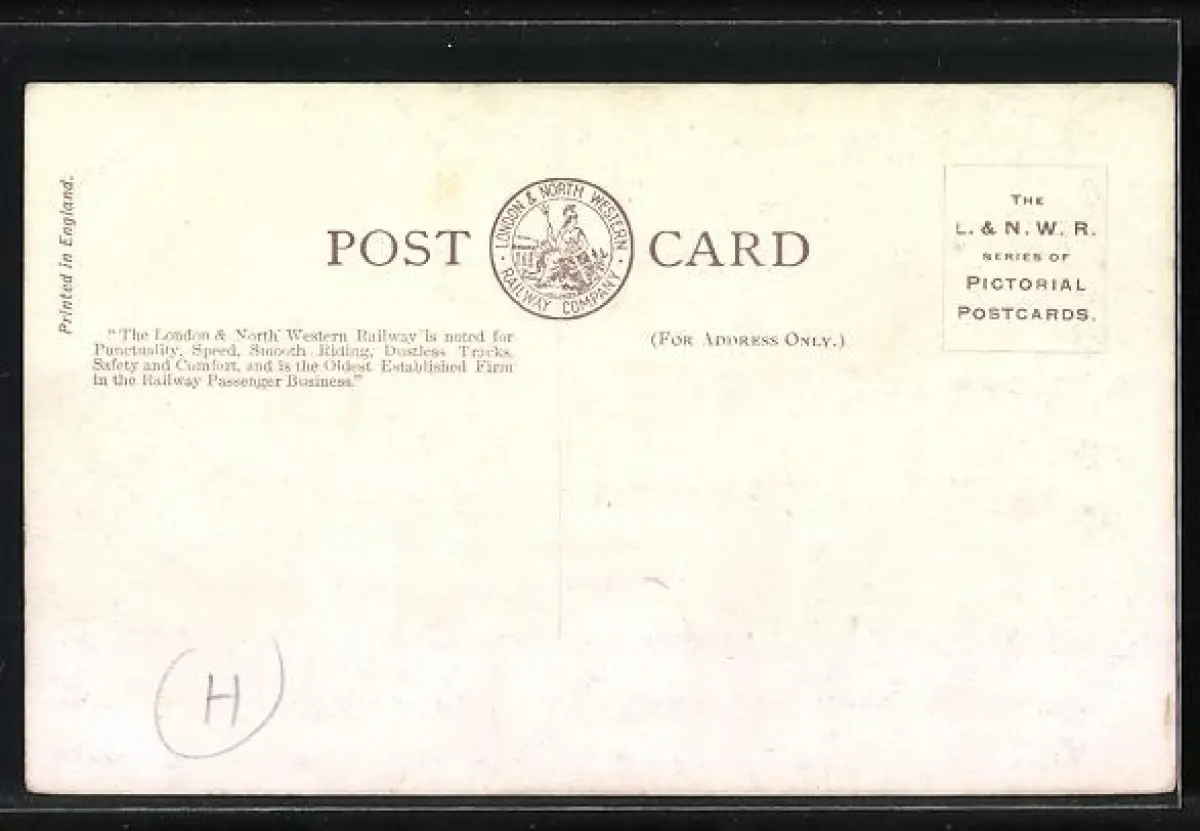 Printed in England.
POST CARD
LONDON & NORTH WESTERN
RAILWAY COMPANY
THE
L. & N. W. R.
SERIES OF
PICTORIAL
POSTCARDS.
"The London & North Western Railway is noted for
Punctuality, Speed, Smooth Riding, Dustless Tracks,
Safety and Comfort, and is the Oldest Established Firm
in the Railway Passenger Business."
(FOR ADDRESS ONLY.)
H